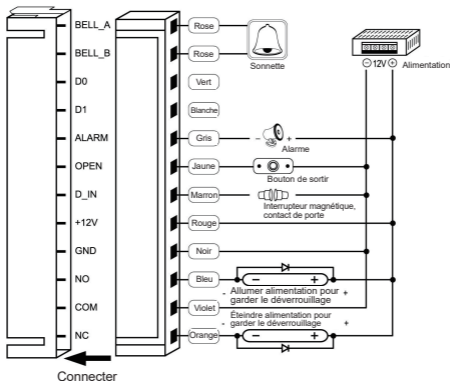 BELL_A
Rose
BELL_B
Rose
Sonnette
12V
Alimentation
D0
Vert
D1
Blanche
ALARM
Gris
- +
Alarme
OPEN
Jaune
Bouton de sortir
D_IN
Marron
Interrupteur magnétique,
contact de porte
+12V
Rouge
GND
Noir
NO
Bleu
- +
- Allumer alimentation pour +
garder le déverrouillage
COM
Violet
Éteindre alimentation pour
- garder le déverrouillage +
NC
Orange
- +
Connecter